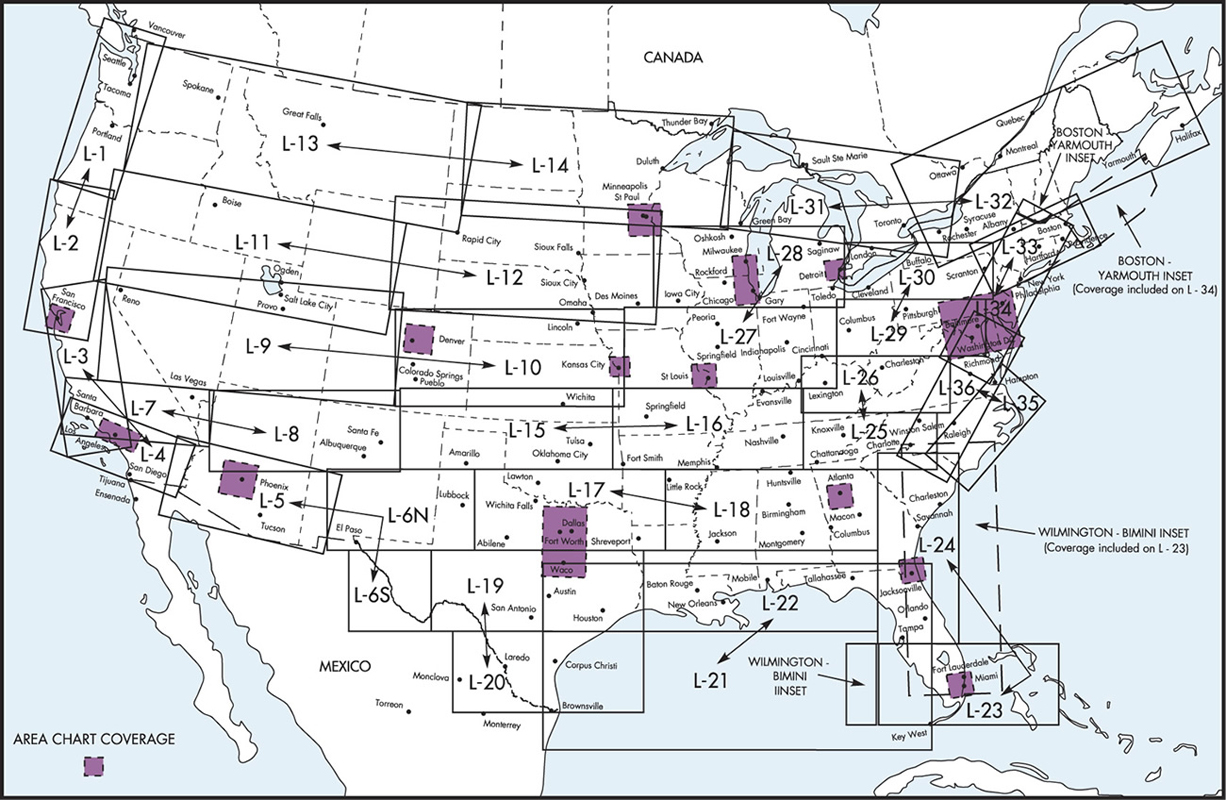 Vancouver
CANADA
Seattle
Tacoma
Spokane
Great Falls
Thunder Bay
Quebec
BOSTON
YARMOUTH
INSET
Halifax
Portland
L-1
L-13
L-14
Duluth
Sault Ste Marie
Montreal
Ottawa
Yarmouth
Minneapolis
St Paul
L-2
Boise
L-11
Rapid City
Sioux Falls
Green Bay
L-31
L-32
Toronto
Syracuse
Albany
Rochester
Boston
Providence
Hartford
L-33
BOSTON -
YARMOUTH INSET
(Coverage included on L - 34)
Oshkosh
Milwaukee
Rockford
L-28
Saginaw
London
Buffalo
Detroit
L-30
Scranton
New York
Philadelphia
Ogden
L-12
Sioux City
Omaha
Des Moines
Iowa City
Chicago
Gary
Toledo
Cleveland
San
Francisco
Reno
Salt Lake City
Provo
Lincoln
Peoria
L-27
Fort Wayne
Columbus
Pittsburgh
L-29
L-34
Baltimore
Washington DC
L-3
L-9
Denver
Colorado Springs
Pueblo
L-10
Kansas City
Springfield
Indianapolis
Cincinnati
St Louis
Louisville
Evansville
L-26
Lexington
Charleston
Richmond
Hampton
L-36
L-35
Las Vegas
Santa
Barbara
Los
Angeles
L-7
L-8
L-4
San Diego
Tijuana
Ensenada
Santa Fe
Albuquerque
Wichita
L-15
L-16
Springfield
Tulsa
Oklahoma City
Amarillo
Fort Smith
Memphis
Nashville
Knoxville
Chattanooga
L-25
Winston Salem
Charlotte
Raleigh
Phoenix
L-5
Tucson
El Paso
L-6N
Lubbock
Lawton
Wichita Falls
L-17
Abilene
Dallas
Fort Worth
Waco
Shreveport
Little Rock
L-18
Jackson
Huntsville
Birmingham
Montgomery
Atlanta
Macon
Columbus
Charleston
Savannah
L-24
WILMINGTON - BIMINI INSET
(Coverage included on L - 23)
L-6S
L-19
San Antonio
Austin
Houston
Baton Rouge
New Orleans
Mobile
Tallahassee
L-22
Jacksonville
Orlando
Tampa
MEXICO
Monclova
Laredo
L-20
Corpus Christi
L-21
WILMINGTON -
BIMINI
IINSET
Fort Lauderdale
Miami
L-23
Torreon
Monterrey
Brownsville
Key West
AREA CHART COVERAGE